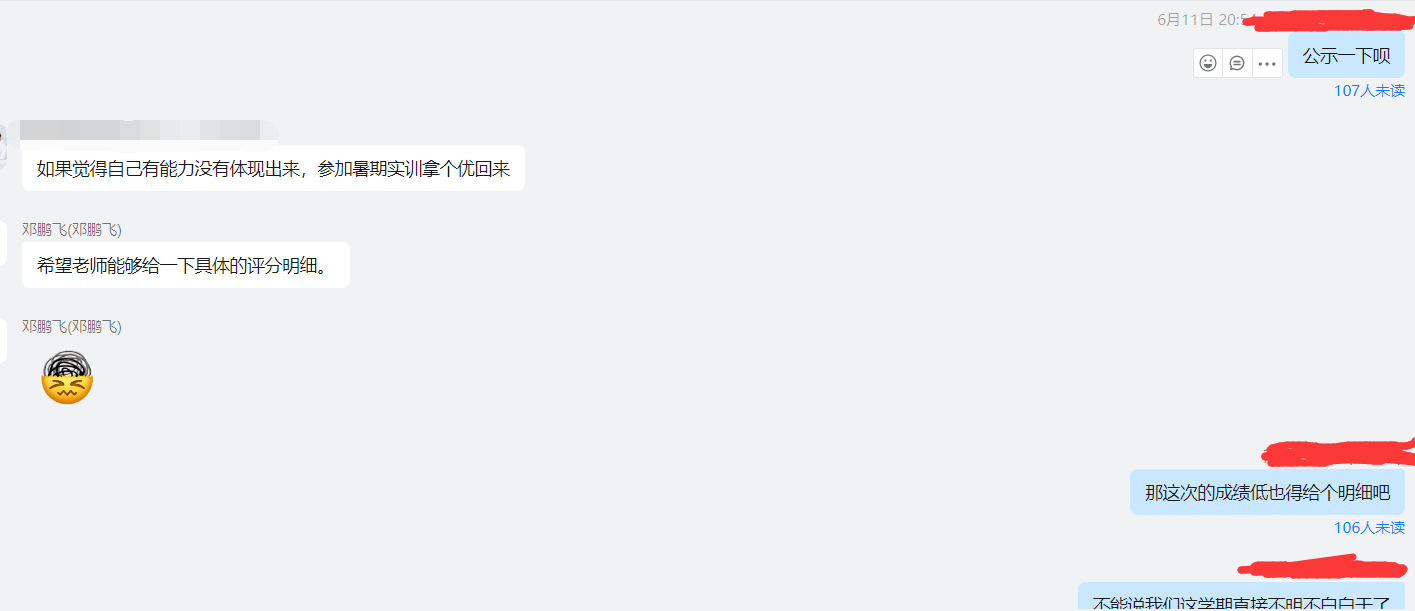 6月11日 20:5
公示一下呗
107人未读
如果觉得自己有能力没有体现出来，参加暑期实训拿个优回来
邓鹏飞(邓鹏飞)
希望老师能够给一下具体的评分明细。
邓鹏飞(邓鹏飞)
那这次的成绩低也得给个明细吧
106人未读
不能说我们这学期直接不明不白白干了